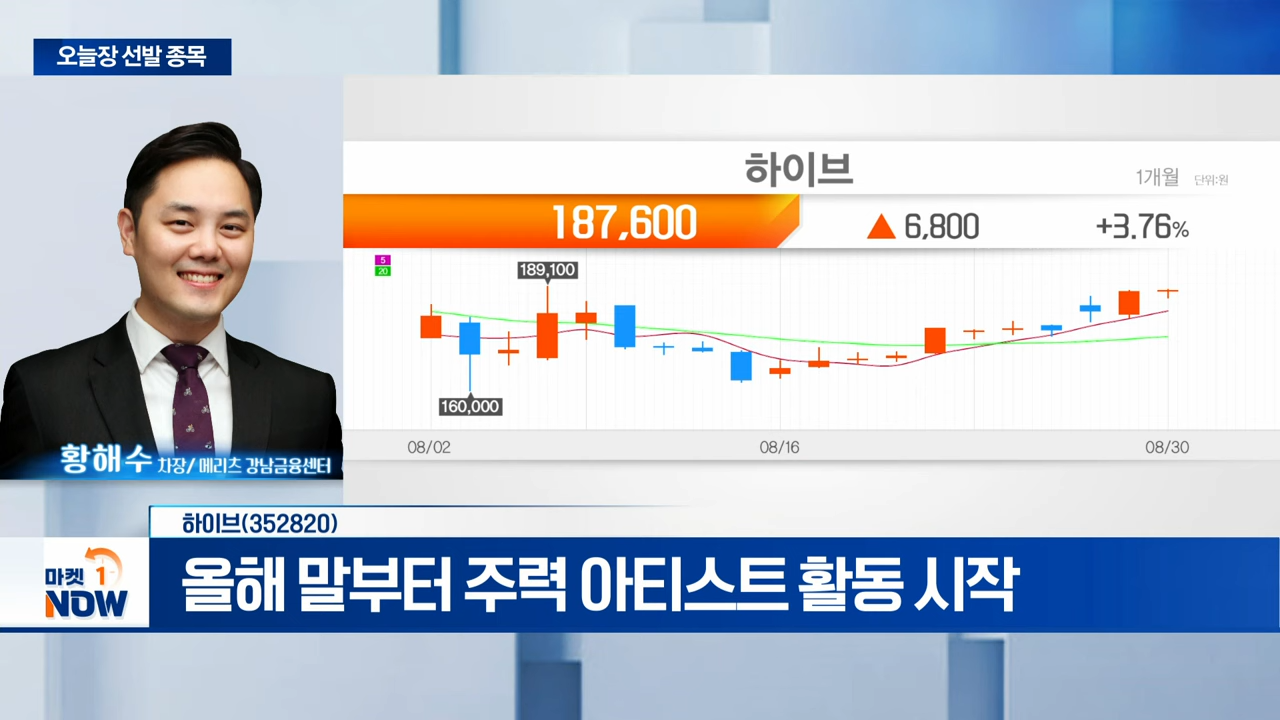 오늘장 선발 종목
하이브
1개월 단위:원
187,600 ▲ 6,800 +3.76%
5
20
189,100
160,000
08/02 08/16 08/30
황해수 차장/ 메리츠 강남금융센터
하이브(352820)
마켓 1
NOW
올해 말부터 주력 아티스트 활동 시작